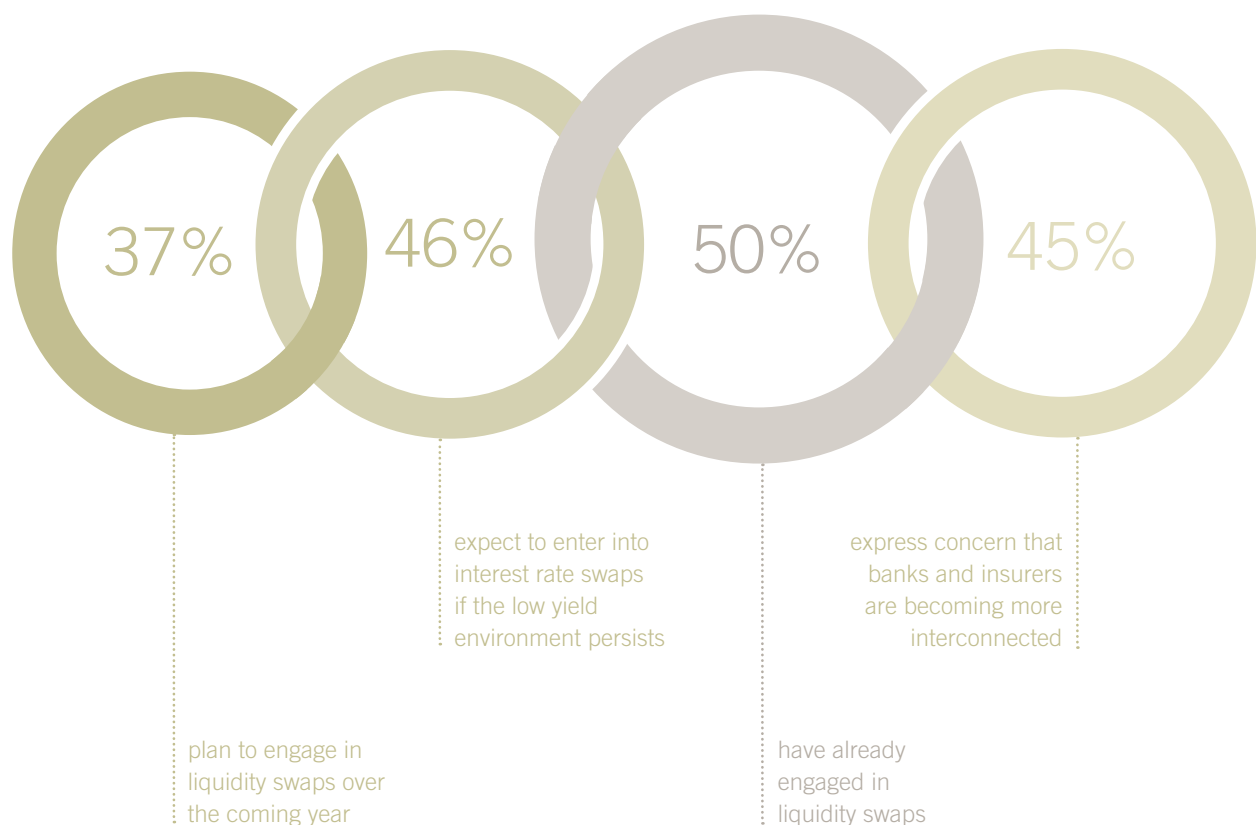 37%
46%
50%
45%
expect to enter into
interest rate swaps
if the low yield
environment persists
express concern that
banks and insurers
are becoming more
interconnected
plan to engage in
liquidity swaps over
the coming year
have already
engaged in
liquidity swaps